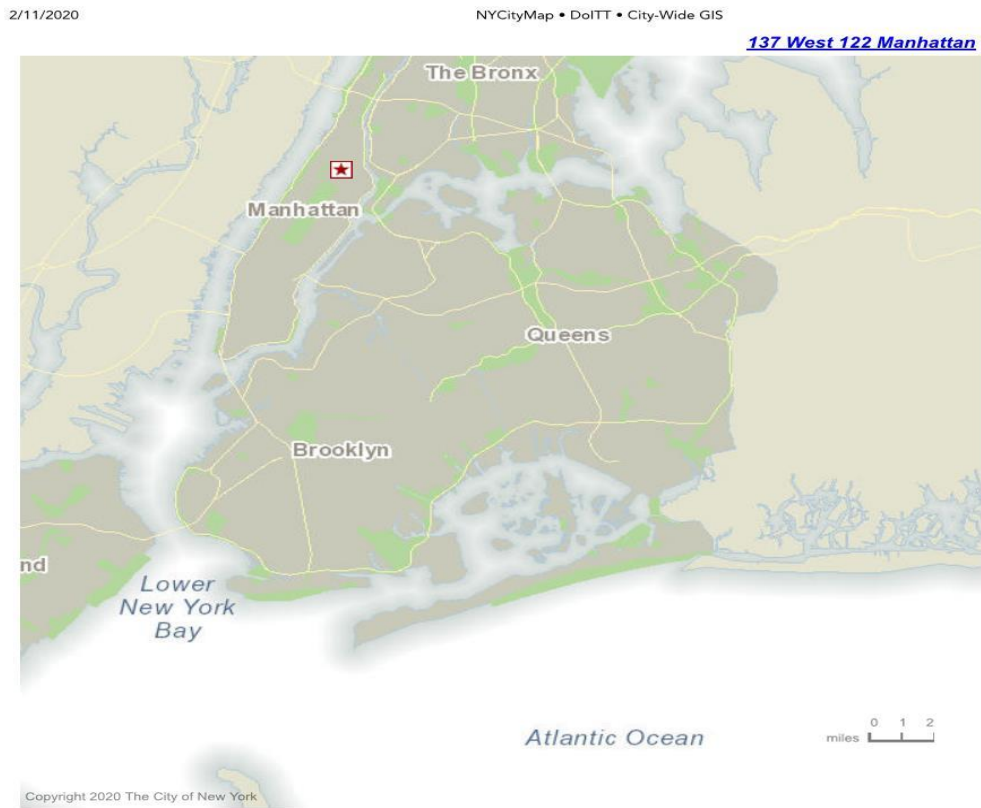 2/11/2020
NYCityMap • DoITT • City-Wide GIS
137 West 122 Manhattan
The Bronx
Manhattan
Queens
Brooklyn
nd
Lower
New York
Bay
Atlantic Ocean
0 1 2
miles
Copyright 2020 The City of New York